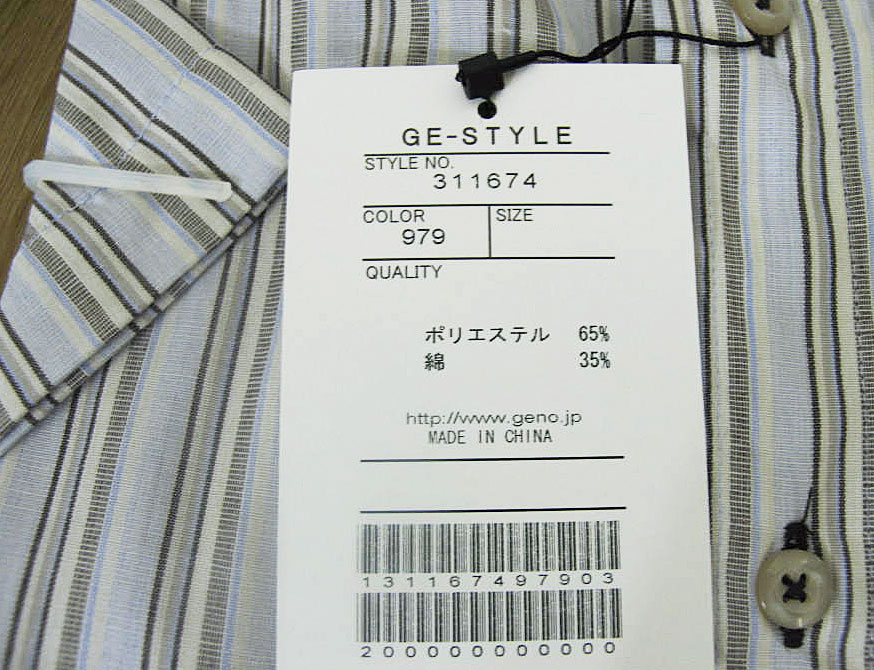 GE-STYLE
STYLE NO.
311674
COLOR SIZE
979
QUALITY
ポリエステル 65%
綿 35%
http://www.geno.jp
MADE IN CHINA
131167497903
2000000000000